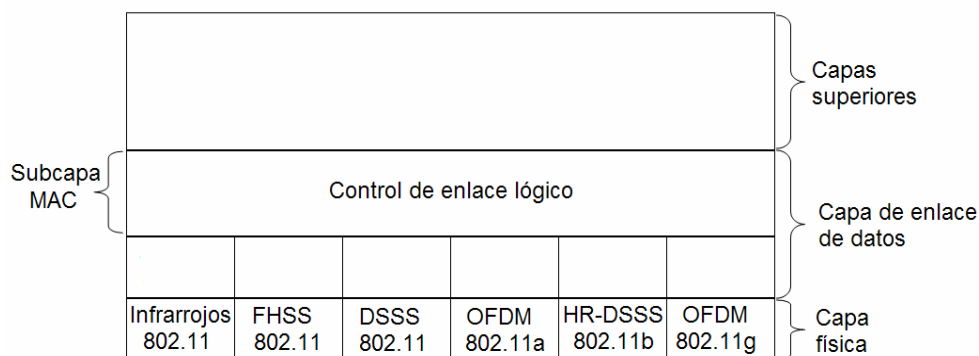 Capas
superiores
Subcapa
MAC
Control de enlace lógico
Capa de enlace
de datos
Infrarrojos
802.11
FHSS
802.11
DSSS
802.11
OFDM
802.11a
HR-DSSS
802.11b
OFDM
802.11g
Capa
física